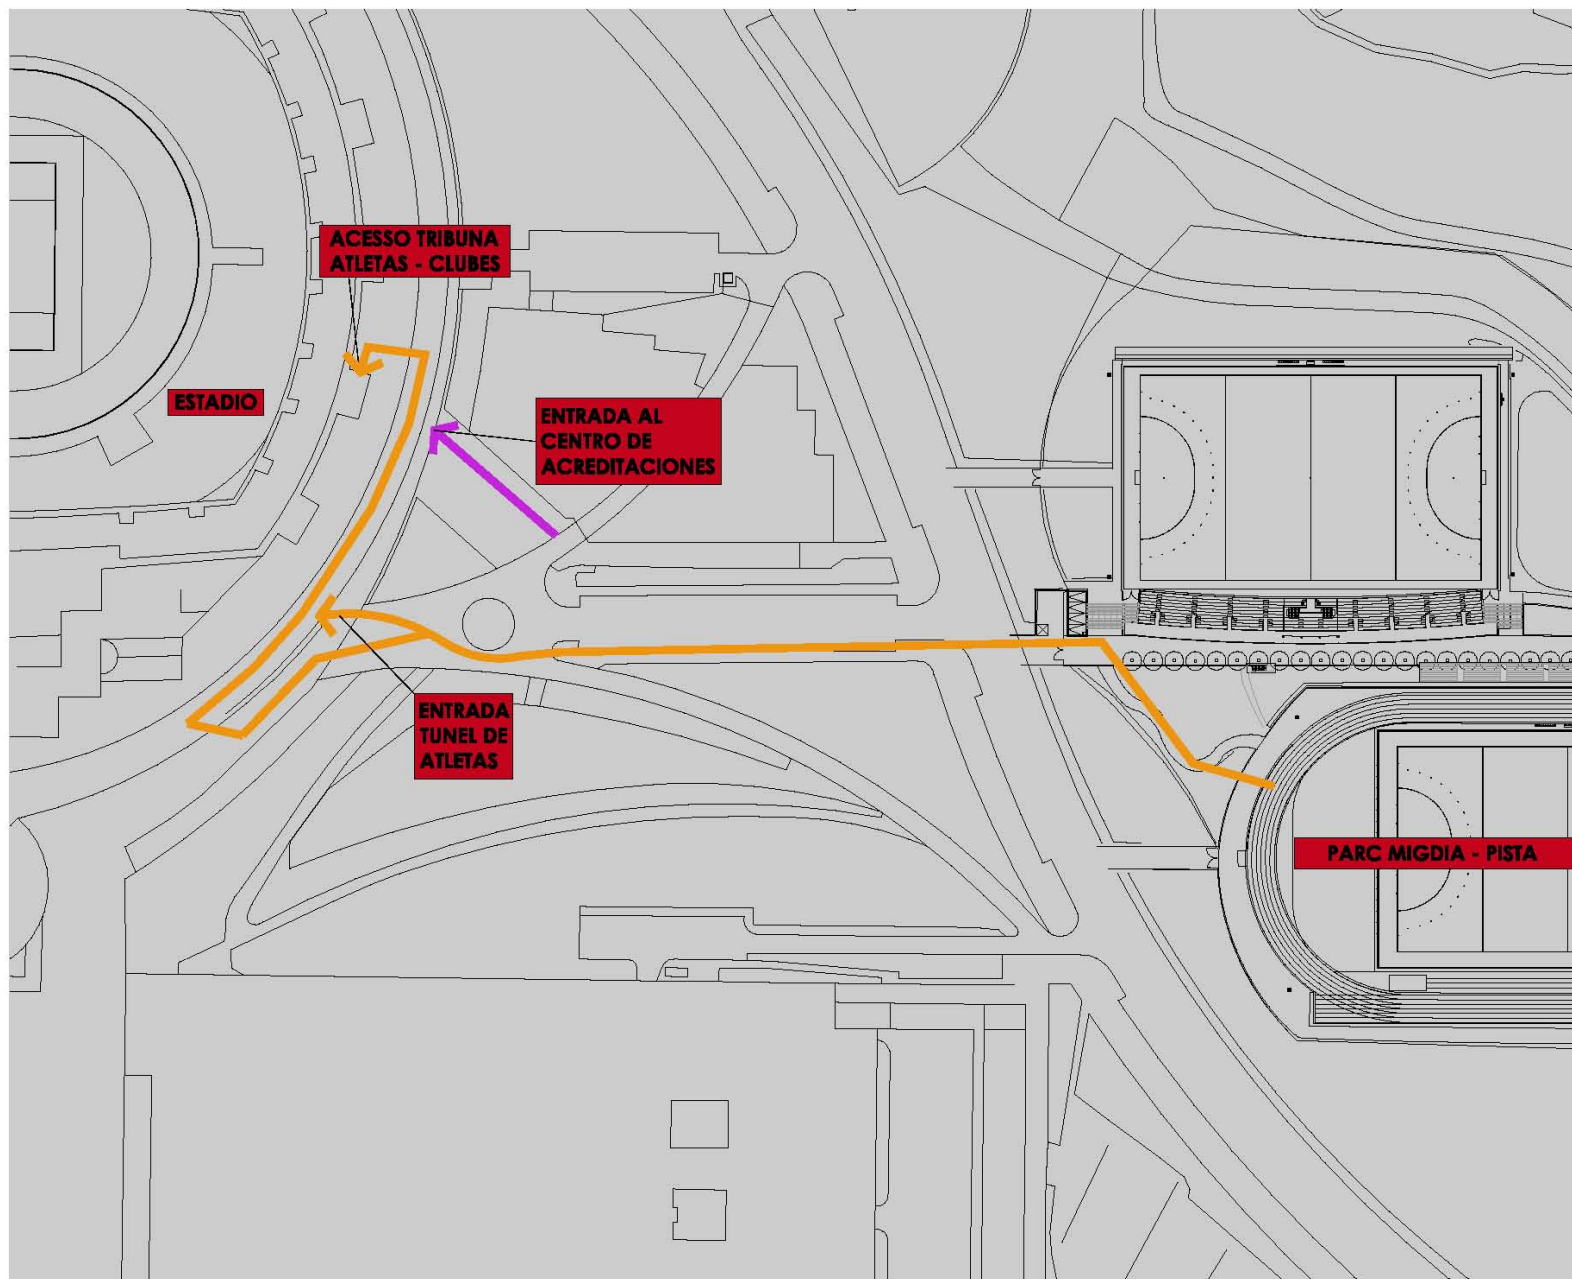 ACESSO TRIBUNA
ATLETAS - CLUBES
ESTADIO
ENTRADA AL
CENTRO DE
ACREDITACIONES
ENTRADA
TUNEL DE
ATLETAS
PARC MIGDIA - PISTA